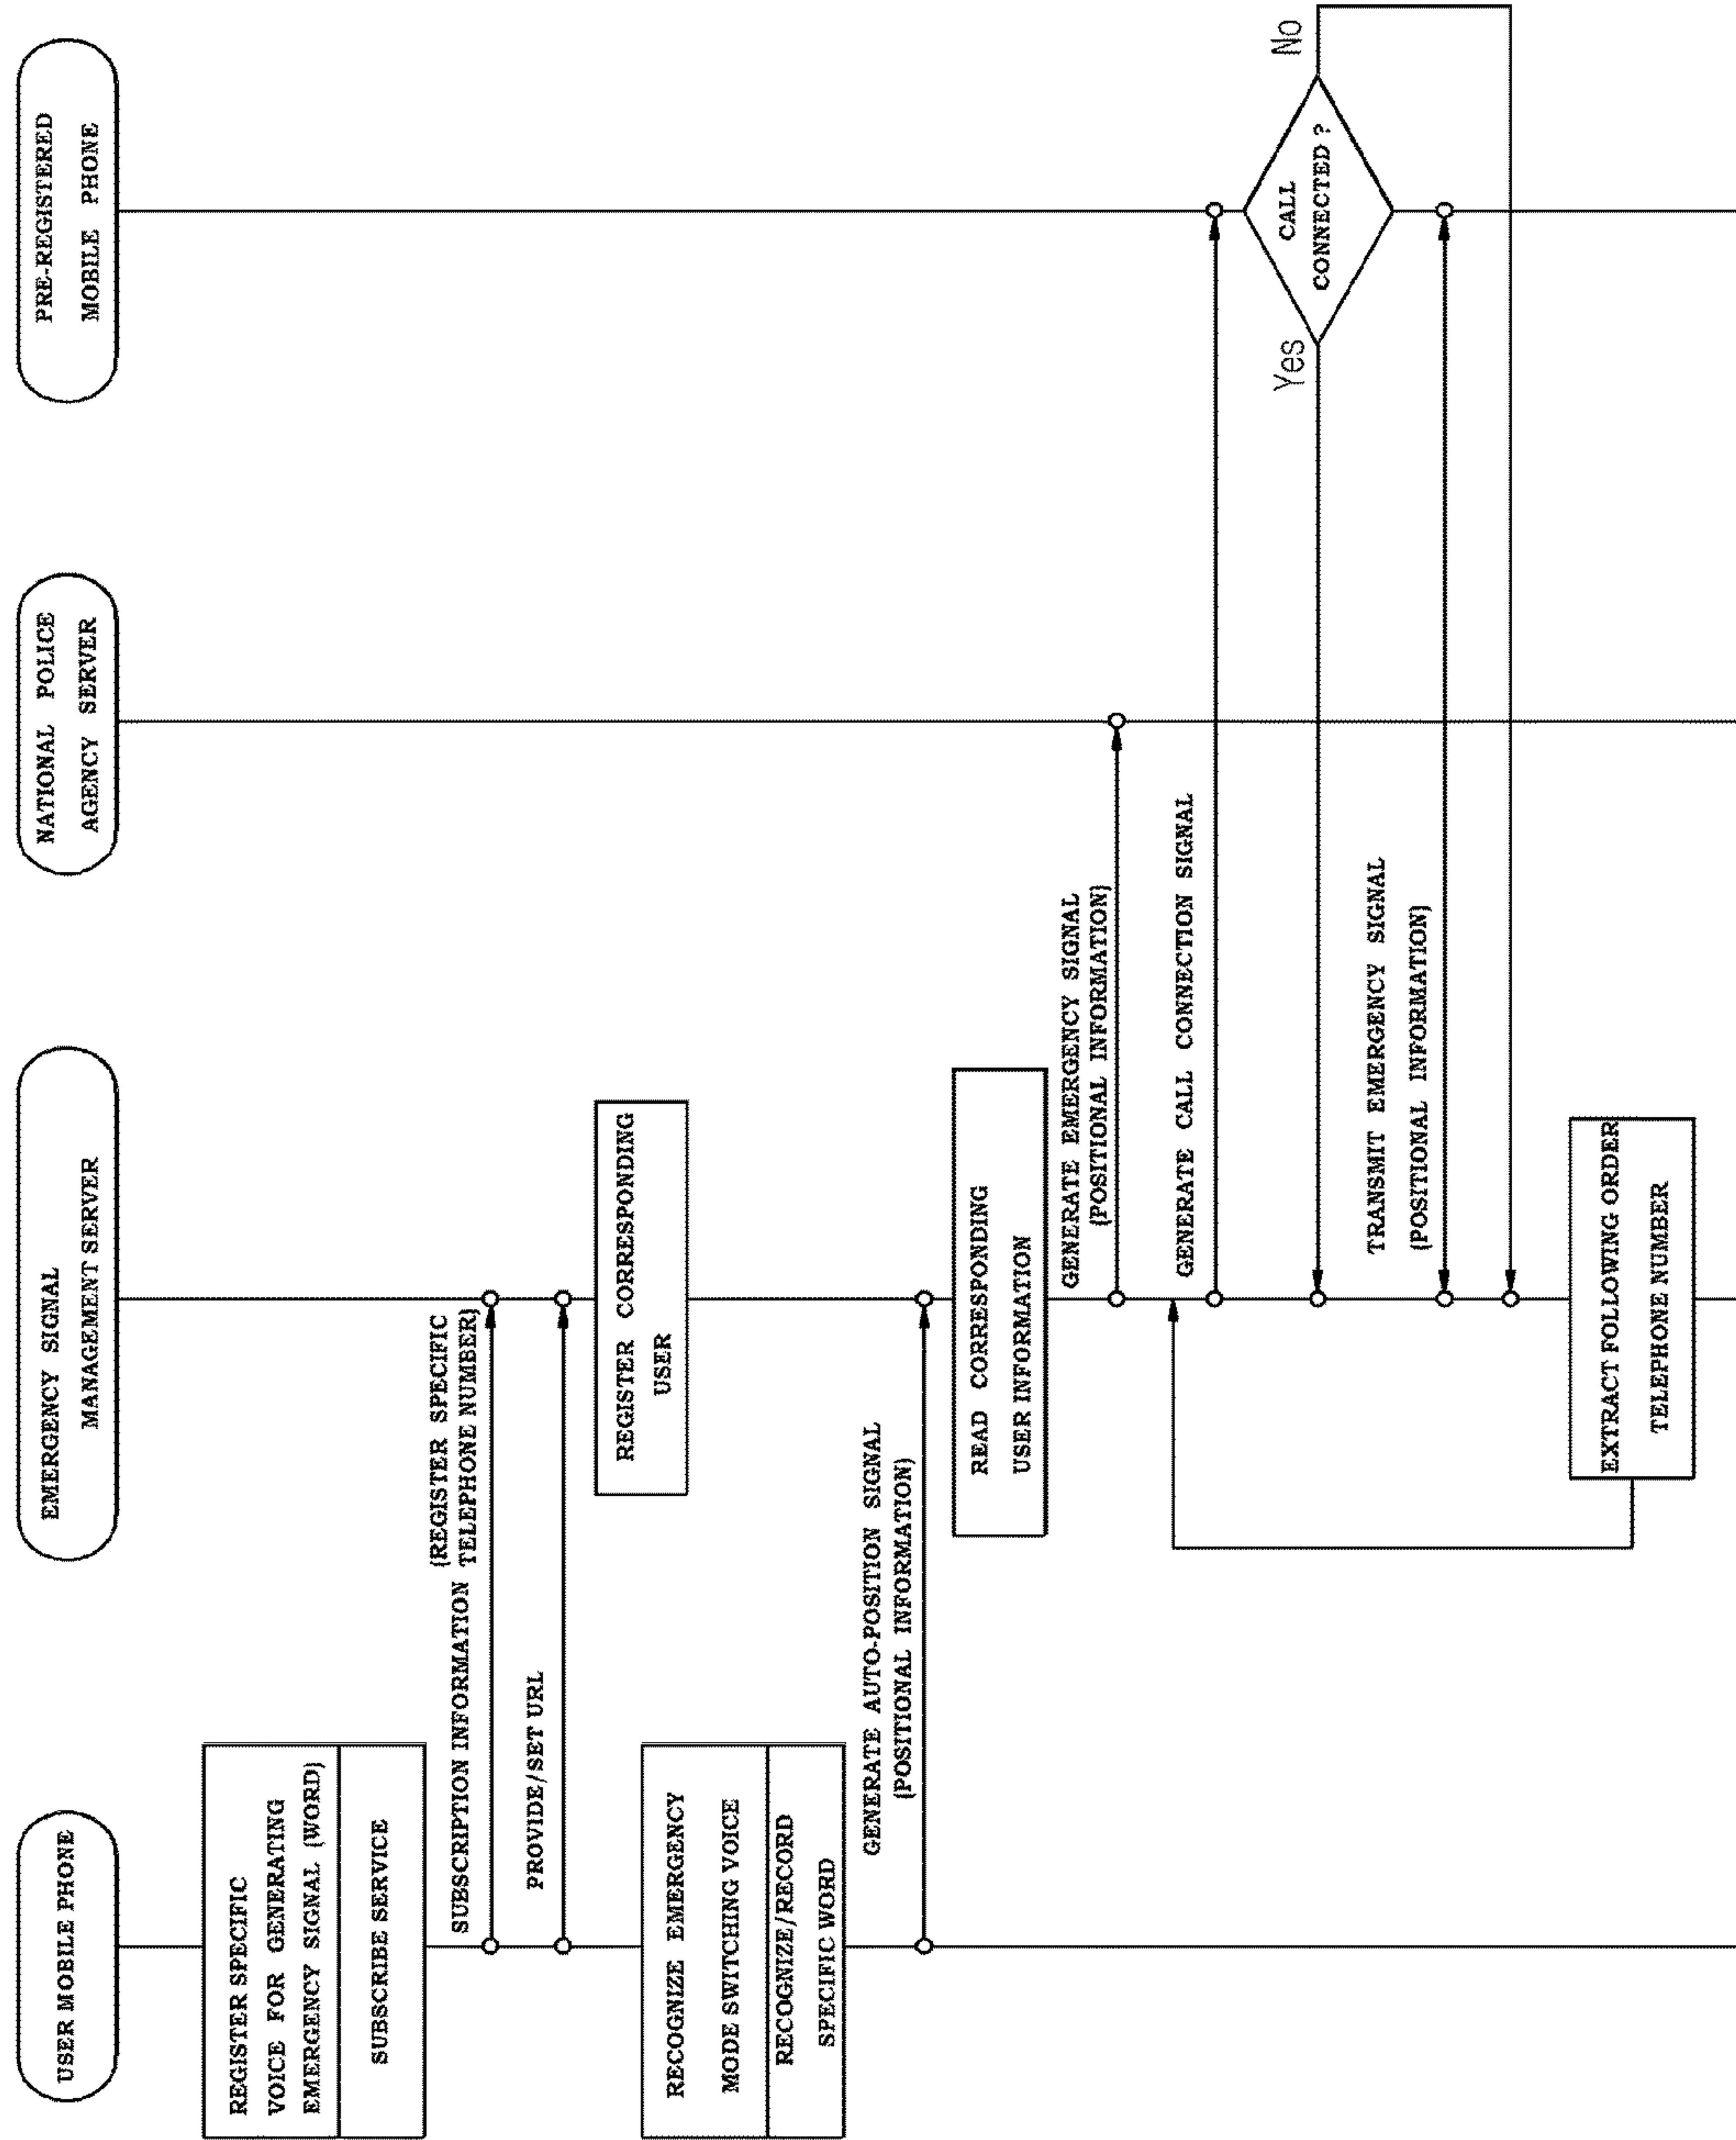 USER MOBILE PHONE
EMERGENCY SIGNAL
MANAGEMENT SERVER
NATIONAL POLICE
AGENCY SERVER
PRE-REGISTERED
MOBILE PHONE
REGISTER SPECIFIC
VOICE FOR GENERATING
EMERGENCY SIGNAL (WORD)
SUBSCRIBE SERVICE
(REGISTER SPECIFIC
SUBSCRIPTION INFORMATION TELEPHONE NUMBER)
PROVIDE/SET URL
REGISTER CORRESPONDING
USER
RECOGNIZE EMERGENCY
MODE SWITCHING VOICE
RECOGNIZE/RECORD
SPECIFIC WORD
GENERATE AUTO-POSITION SIGNAL
(POSITIONAL INFORMATION)
READ CORRESPONDING
USER INFORMATION
GENERATE EMERGENCY SIGNAL
(POSITIONAL INFORMATION)
GENERATE CALL CONNECTION SIGNAL
CALL
CONNECTED ?
Yes
No
TRANSMIT EMERGENCY SIGNAL
(POSITIONAL INFORMATION)
EXTRACT FOLLOWING ORDER
TELEPHONE NUMBER